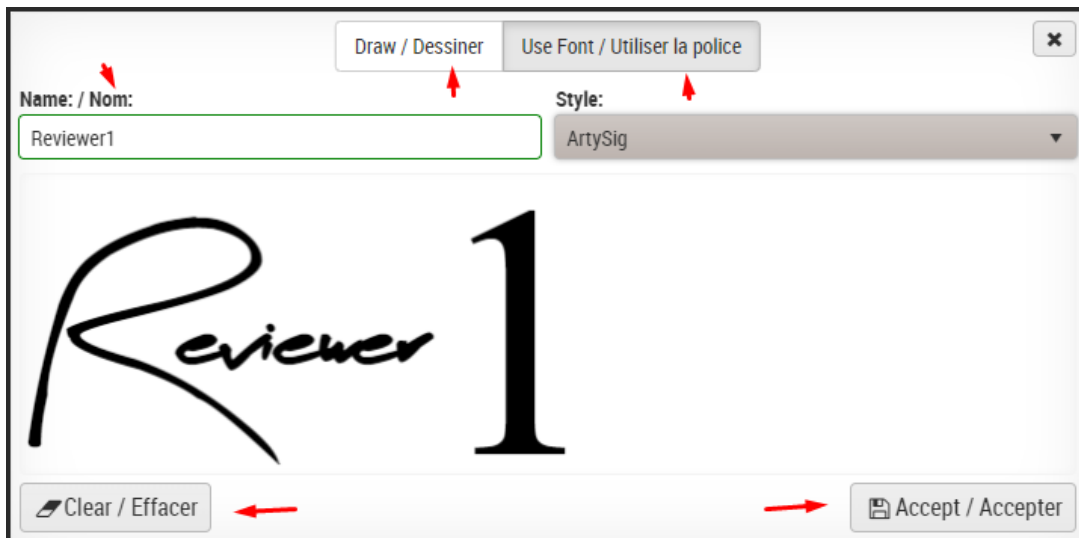 Draw / Dessiner Use Font / Utiliser la police
Name: / Nom: Style:
Reviewer1 ArtySig
Reviewer 1
Clear / Effacer Accept / Accepter